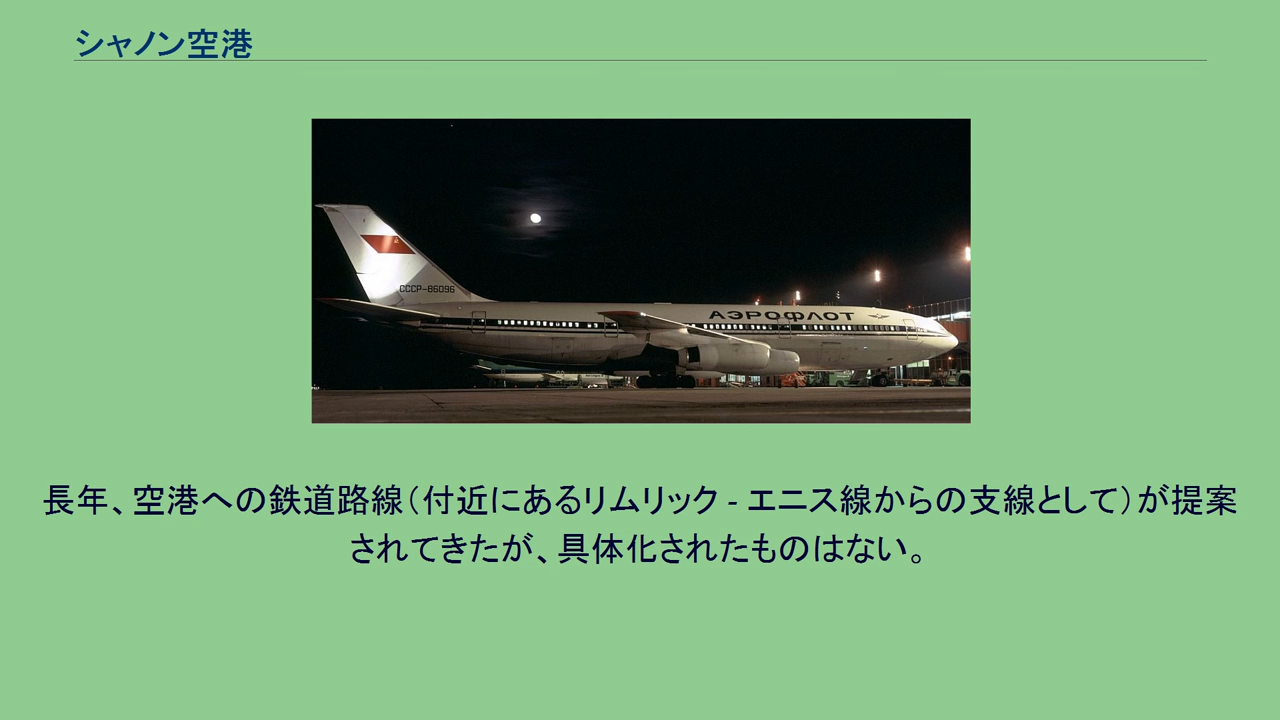 シャノン空港
СССР-86096
АЭРОФЛОТ
長年、空港への鉄道路線（付近にあるリムリック - エニス線からの支線として）が提案
されてきたが、具体化されたものはない。